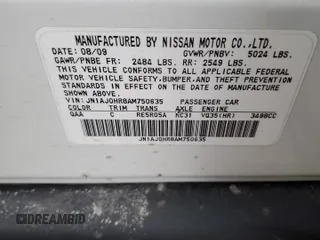 MANUFACTURED BY NISSAN MOTOR CO.,LTD.
DATE: 08/09 GVWR/PNBV: 5024 LBS.
GAWR/PNBE FR: 2484 LBS. RR: 2549 LBS.
THIS VEHICLE CONFORMS TO ALL APPLICABLE
FEDERAL MOTOR VEHICLE SAFETY,
BUMPER, AND THEFT PREVENTION STANDARDS
IN EFFECT ON THE DATE OF MANUFACTURE
SHOWN ABOVE.
VIN: JN1AJ0HR8AM750635 PASSENGER CAR
COLOR TRIM TRANS AXLE ENGINE
QAA C RE5R05A KC31 VQ35(HR) 3498CC
JN1AJ0HR8AM750635
DREAMBID